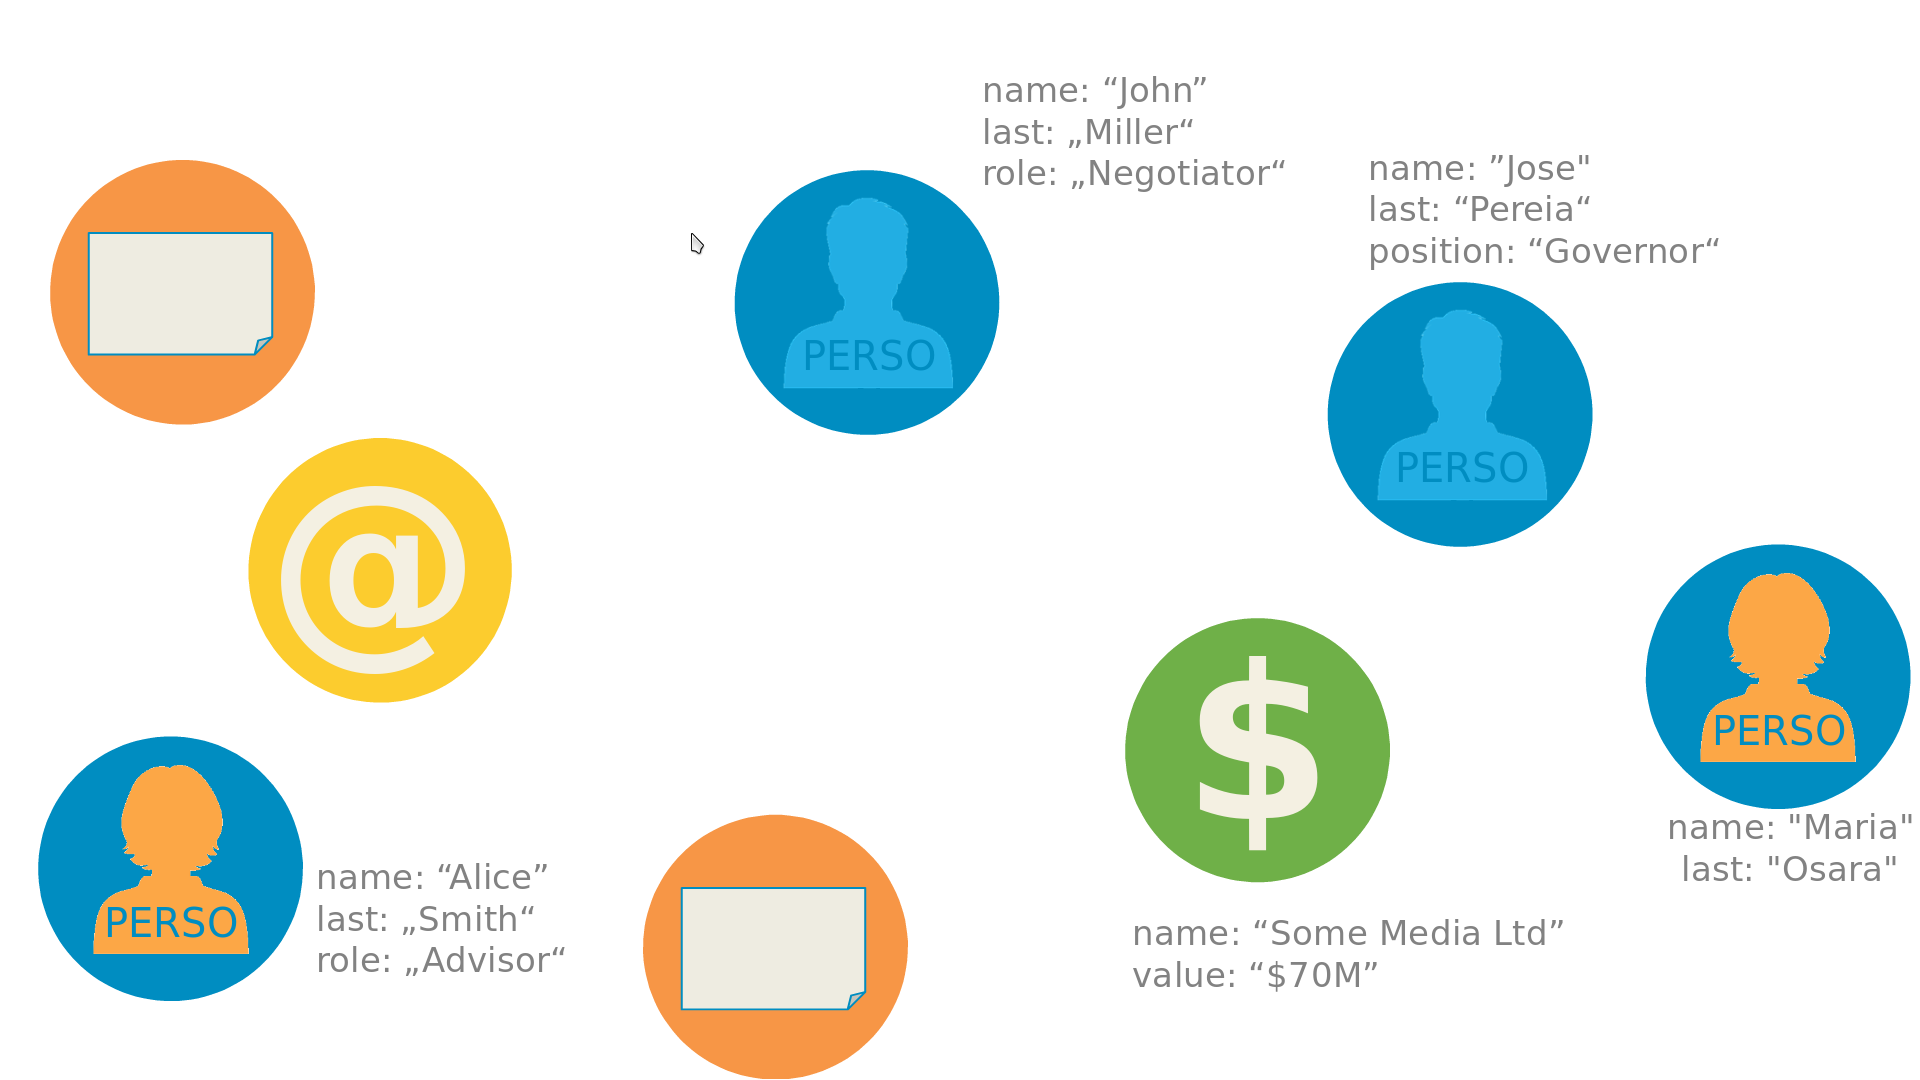 name: “John”
last: „Miller“
role: „Negotiator“
name: ”Jose"
last: “Pereia“
position: “Governor“
PERSO
PERSO
@
$
PERSO
name: "Maria"
last: "Osara"
PERSO
name: “Alice”
last: „Smith“
role: „Advisor“
name: “Some Media Ltd”
value: “$70M”